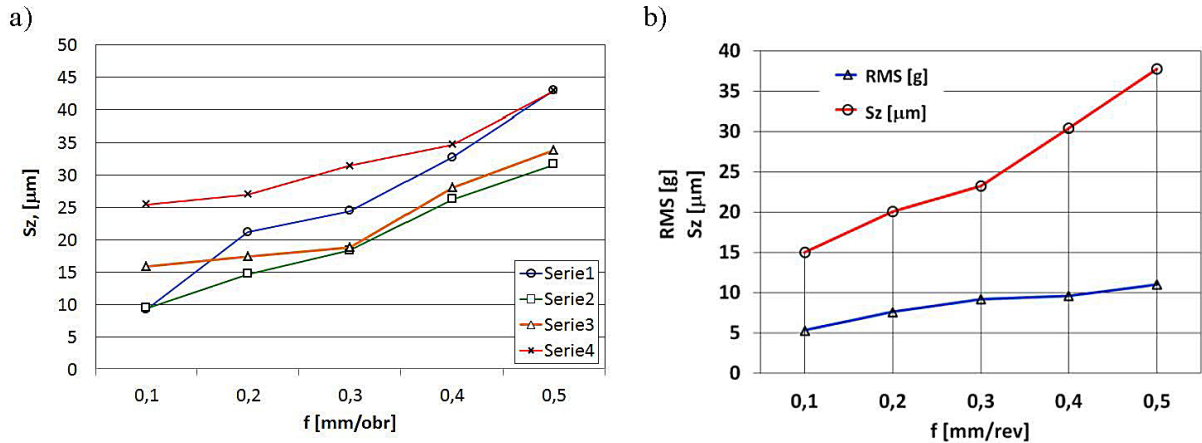 a)
50
45
40
35
30
25
20
15
10
5
0
Sz, [µm]
0,1 0,2 0,3 0,4 0,5
f [mm/obr]
Serie1
Serie2
Serie3
Serie4
b)
40
35
30
25
20
15
10
5
0
RMS [g]
Sz [µm]
RMS [g]
Sz [µm]
0,1 0,2 0,3 0,4 0,5
f [mm/rev]